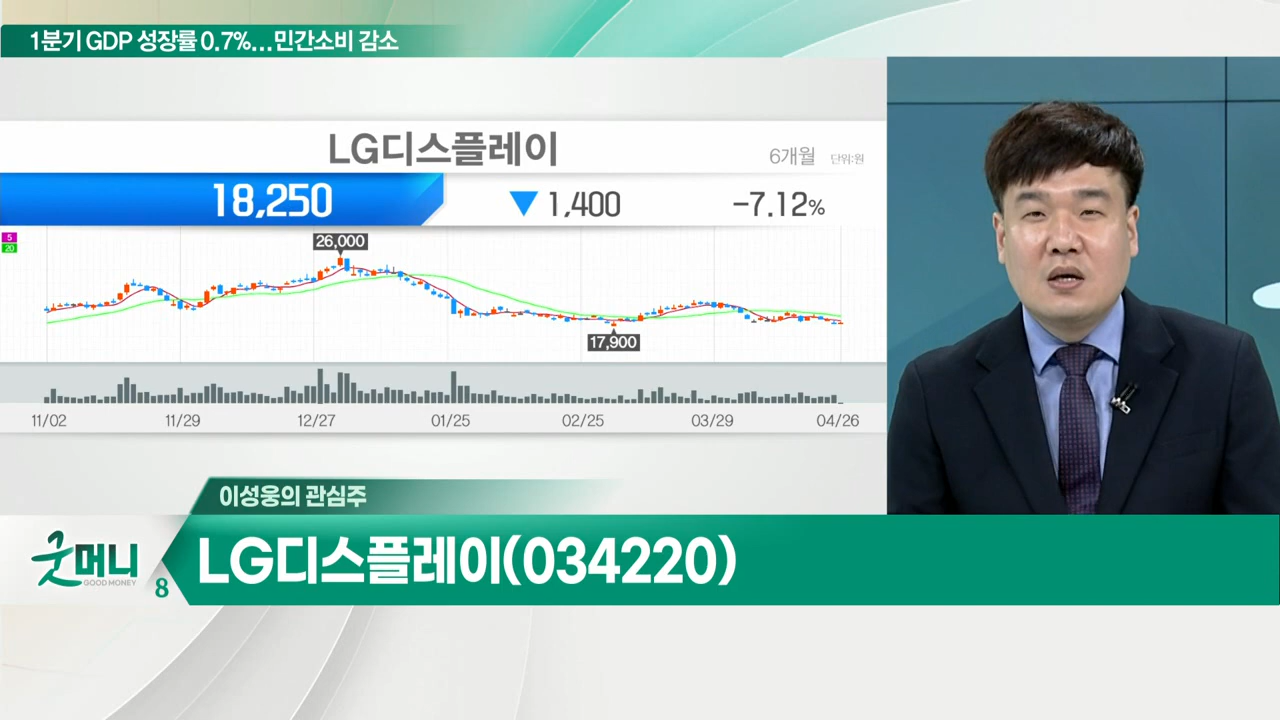 1분기 GDP 성장률 0.7%...민간소비 감소
LG디스플레이
6개월 단위:원
18,250 ▼ 1,400 -7.12%
5
20
26,000
17,900
11/02 11/29 12/27 01/25 02/25 03/29 04/26
이성웅의 관심주
굿머니
GOOD MONEY
8
LG디스플레이(034220)